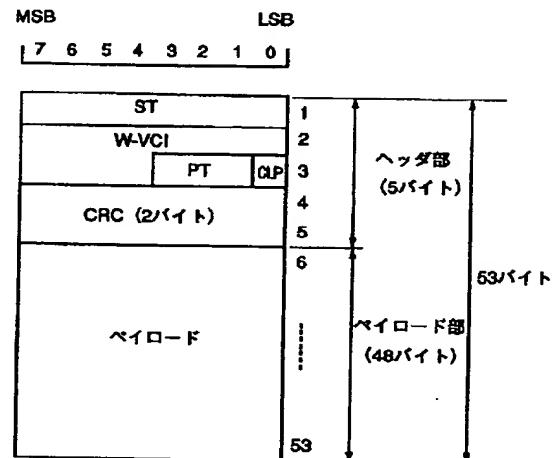 MSB LSB
7 6 5 4 3 2 1 0
ST 1
W-VCI 2
PT CLP 3
ヘッダ部
(5バイト)
CRC (2バイト) 4
5
6
53バイト
ペイロード
ペイロード部
(48バイト)
53